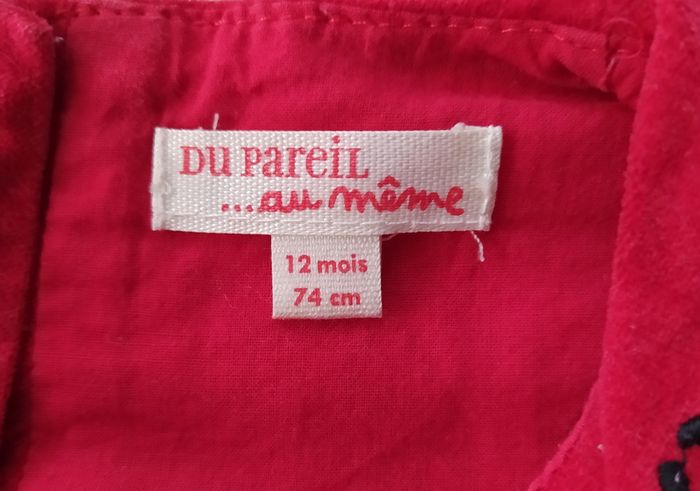 DU PAREIL
...au même
12 mois
74 cm